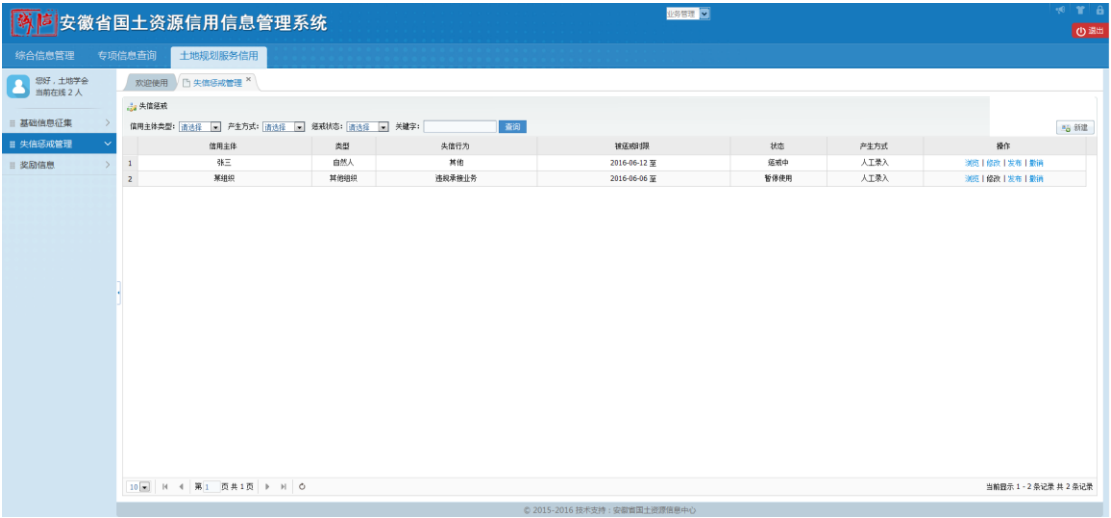 诚信 安徽省国土资源信用信息管理系统 业务管理
退出
综合信息管理 专项信息查询 土地规划服务信用
您好，土地学会
当前在线 2 人
欢迎使用 失信惩戒管理 ×
失信惩戒
基础信息征集
信用主体类型: 请选择 产生方式: 请选择 惩戒状态: 请选择 关键字: 查询 新建
失信惩戒管理
信用主体 类型 失信行为 被惩戒时限 状态 产生方式 操作
奖励信息
1 张三 自然人 其他 2016-06-12 至 惩戒中 人工录入 浏览 | 修改 | 发布 | 撤销
2 某组织 其他组织 违规承接业务 2016-06-06 至 暂停使用 人工录入 浏览 | 修改 | 发布 | 撤销
10 第 1 页 共 1 页 当前显示 1 - 2 条记录 共 2 条记录
© 2015-2016 技术支持：安徽省国土资源信息中心